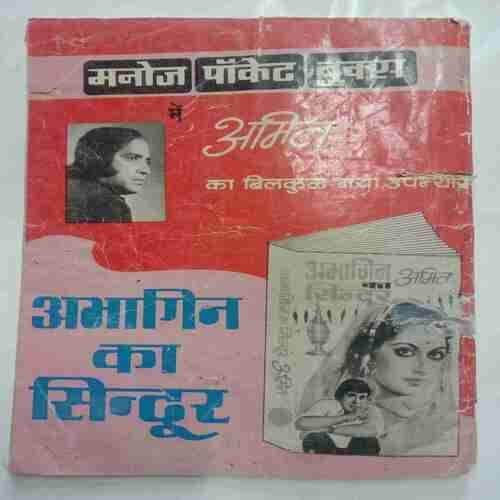 मनोज पॉकेट बुक्स
में
अमित
का बिलकुल नया उपन्यास
अभागिन
का
सिन्दूर
अभागिन
का
सिन्दूर
अमित